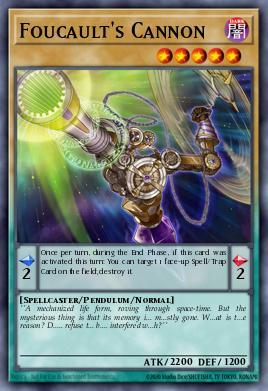 FOUCAULT'S CANNON
DARK
闇
Once per turn, during the End Phase, if this card was
activated this turn: You can target 1 face-up Spell/Trap
Card on the field; destroy it.
2
2
[SPELLCASTER/PENDULUM/NORMAL]
"A mechanized life form, roving through space-time. But the
mysterious thing is that its memory i... m...stly gone. W...at is t...e
reason? D..... refuse t... b.... interfered to...h?"
ATK/2200 DEF/1200